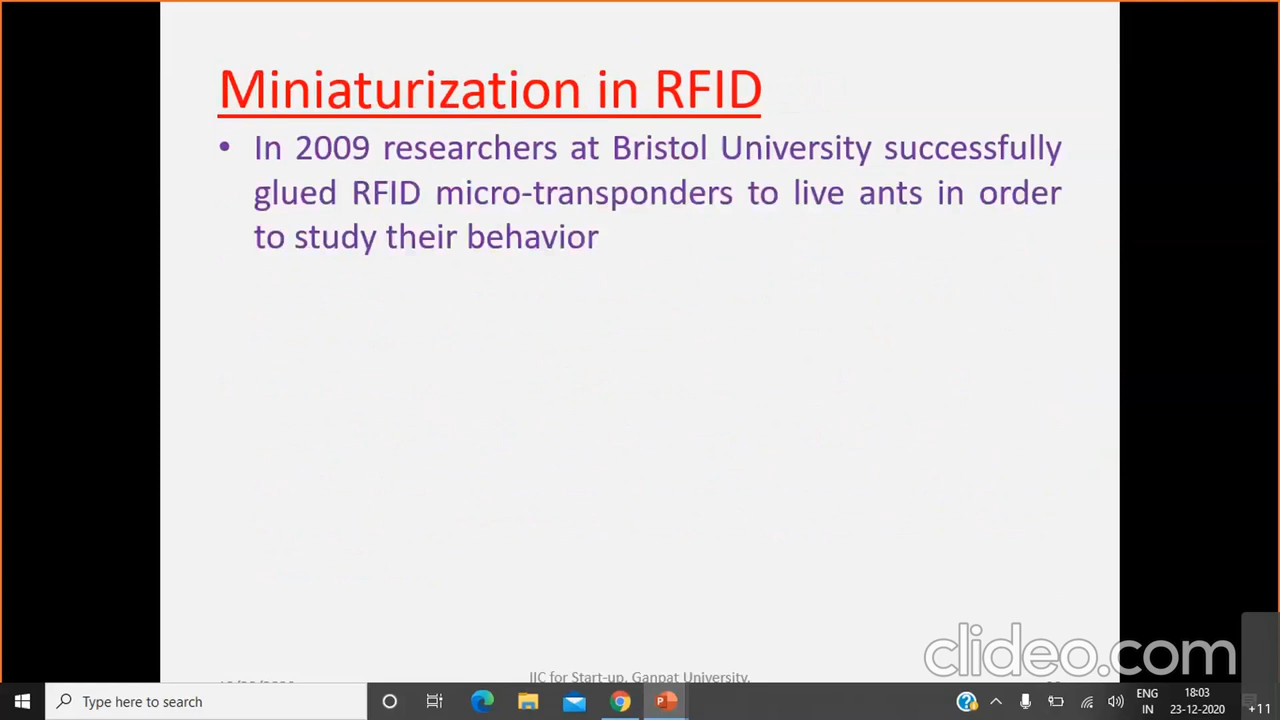 Miniaturization in RFID
• In 2009 researchers at Bristol University successfully
glued RFID micro-transponders to live ants in order
to study their behavior
clideo.com
IIC for Start-up, Ganpat University,
Type here to search
ENG
IN
18:03
23-12-2020
+11